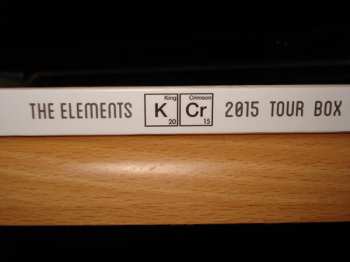 King Crimson
THE ELEMENTS K Cr 2015 TOUR BOX
20 15